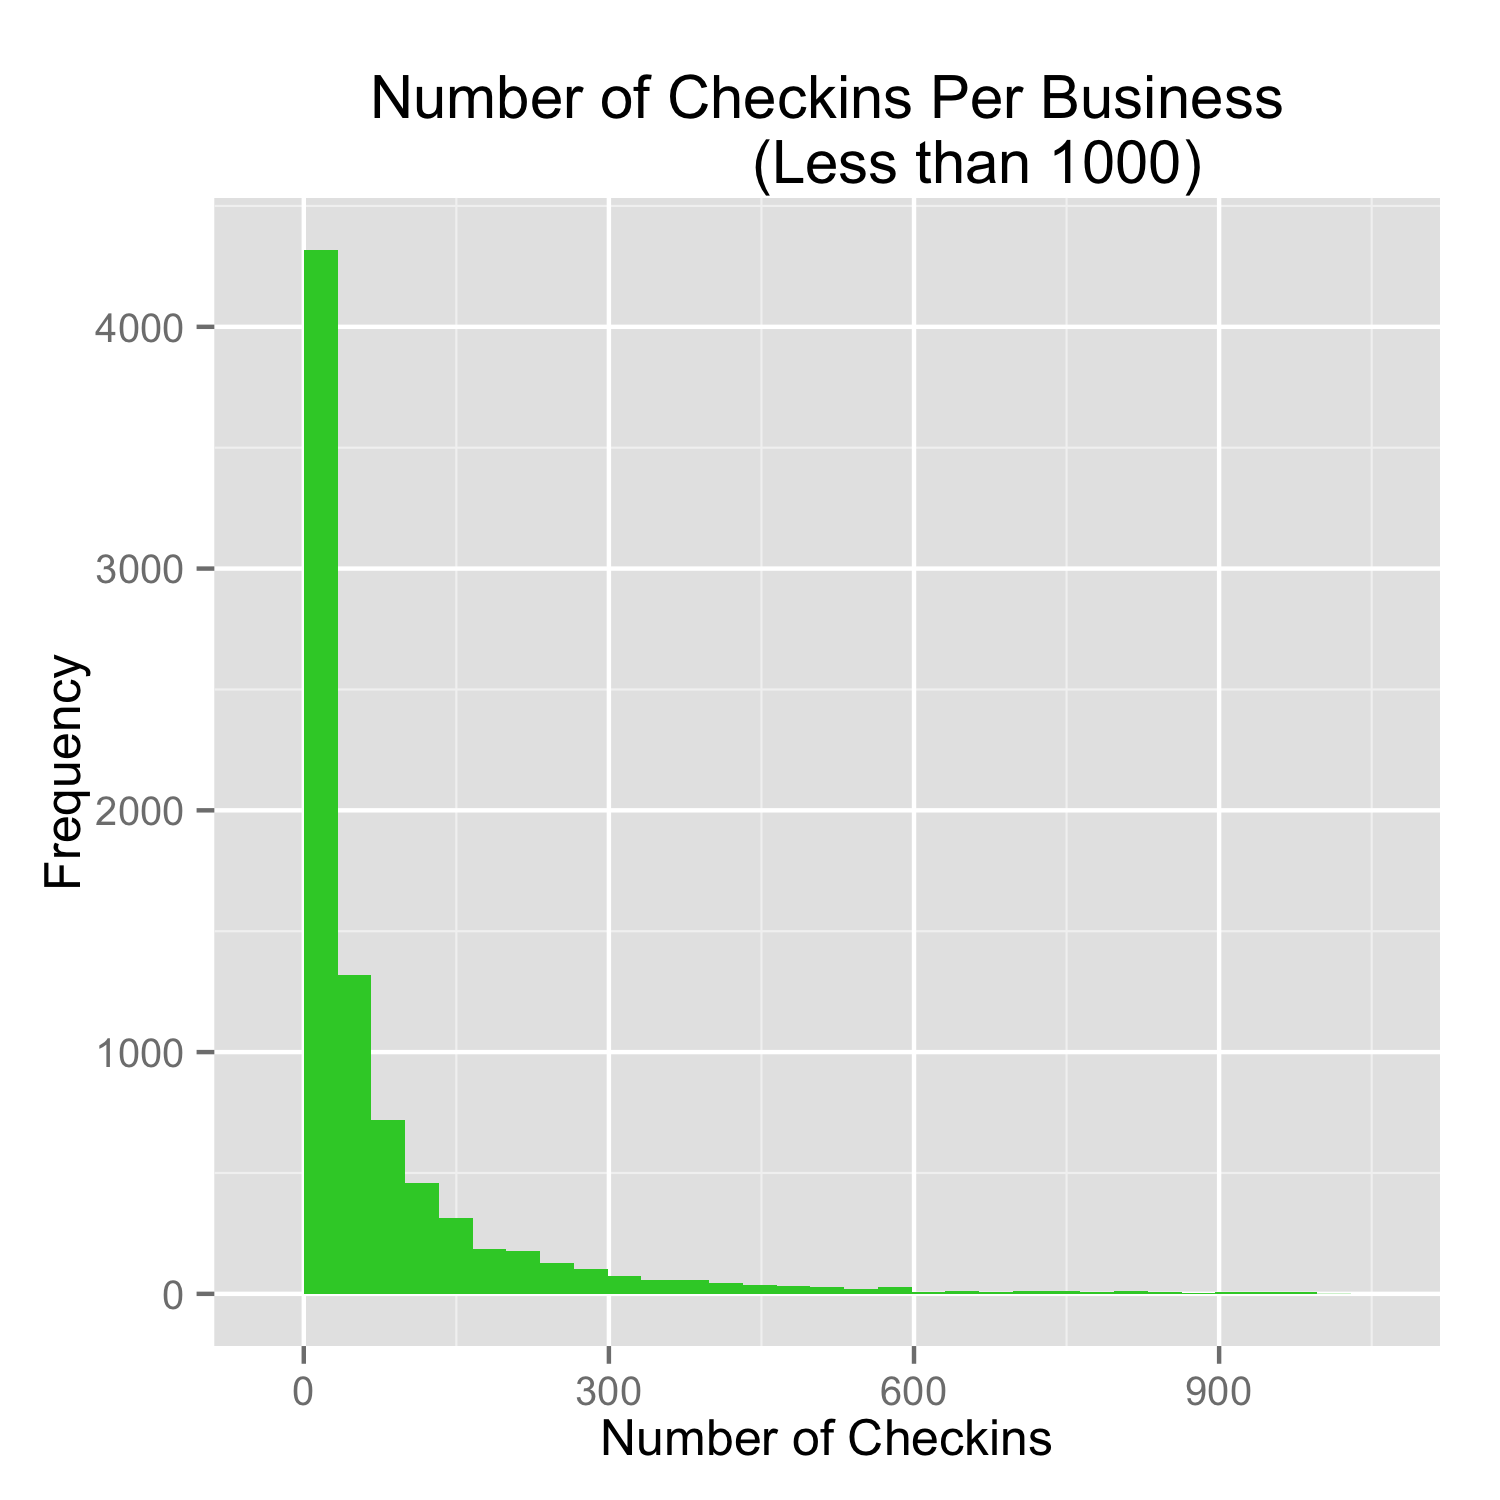 Number of Checkins Per Business
(Less than 1000)
Frequency
4000
3000
2000
1000
0
0 300 600 900
Number of Checkins